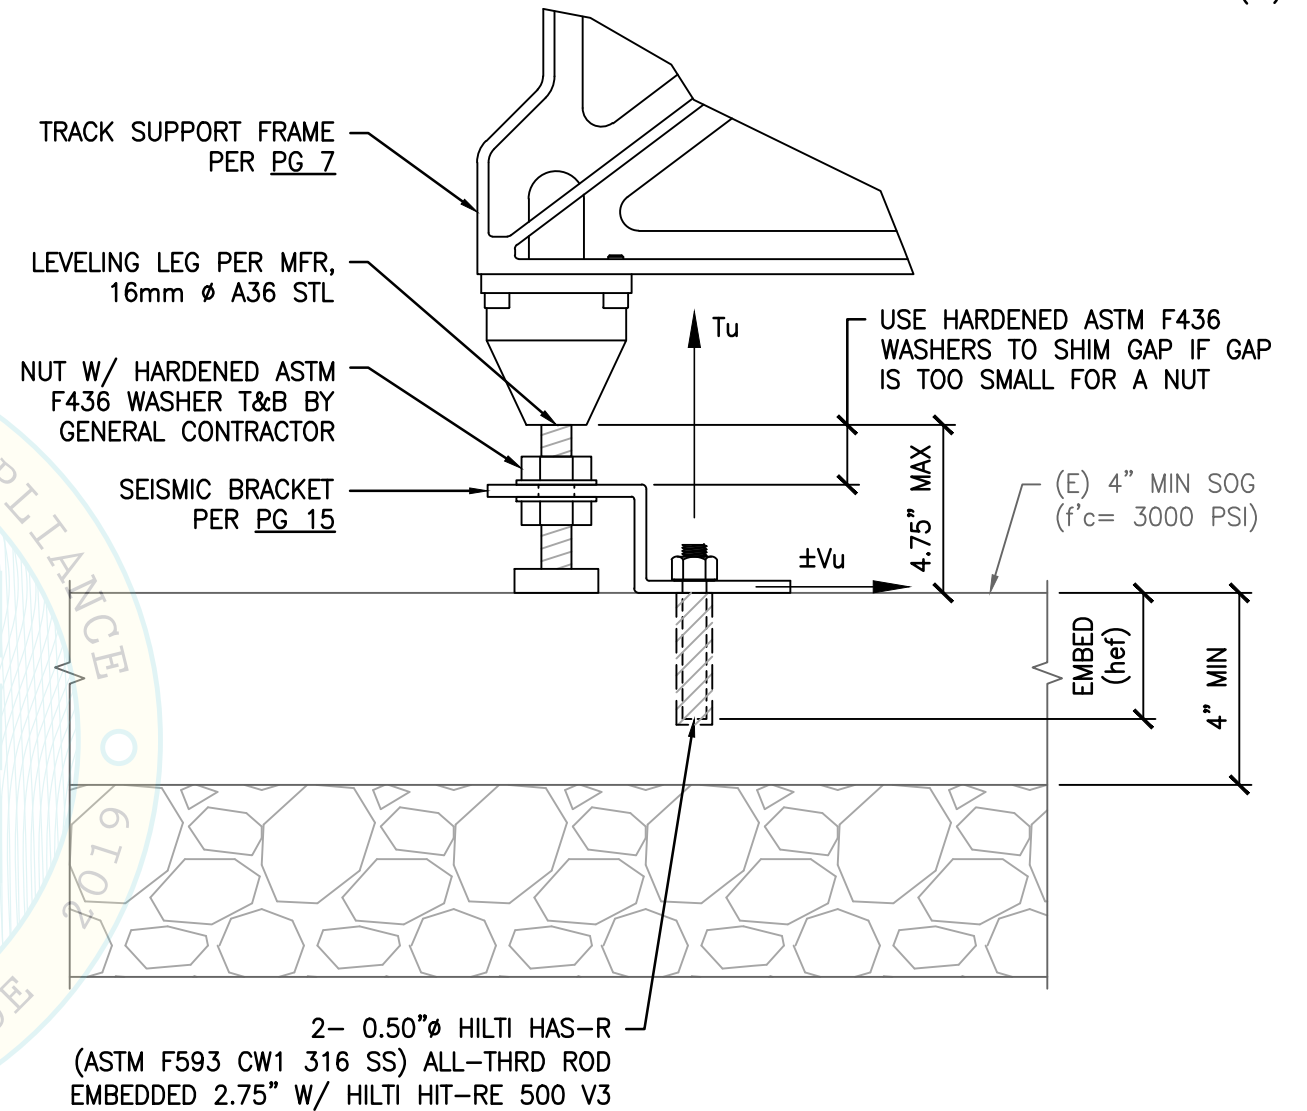 TRACK SUPPORT FRAME
PER PG 7
LEVELING LEG PER MFR,
16mm ⌀ A36 STL
NUT W/ HARDENED ASTM
F436 WASHER T&B BY
GENERAL CONTRACTOR
SEISMIC BRACKET
PER PG 15
Tu
USE HARDENED ASTM F436
WASHERS TO SHIM GAP IF GAP
IS TOO SMALL FOR A NUT
4.75" MAX
(E) 4" MIN SOG
(f'c= 3000 PSI)
±Vu
EMBED
(hef)
4" MIN
2– 0.50"⌀ HILTI HAS–R
(ASTM F593 CW1 316 SS) ALL–THRD ROD
EMBEDDED 2.75" W/ HILTI HIT–RE 500 V3
PLIANCE
2019